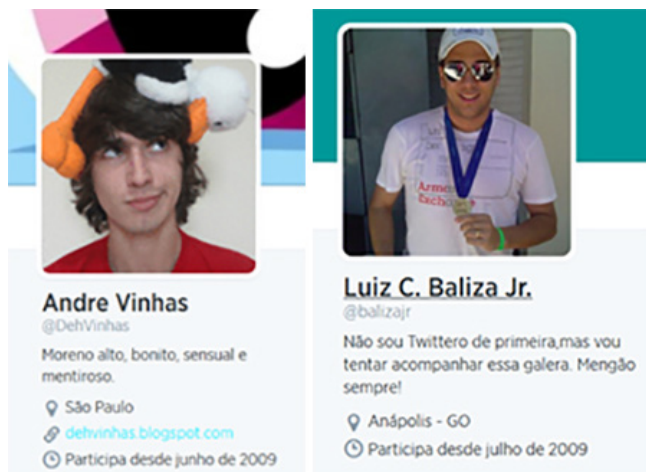 Andre Vinhas
@DehVinhas
Moreno alto, bonito, sensual e
mentiroso.
São Paulo
dehvinhas.blogspot.com
Participa desde junho de 2009
Armani
Exchange
Luiz C. Baliza Jr.
@balizajr
Não sou Twittero de primeira,mas vou
tentar acompanhar essa galera. Mengão
sempre!
Anápolis - GO
Participa desde julho de 2009